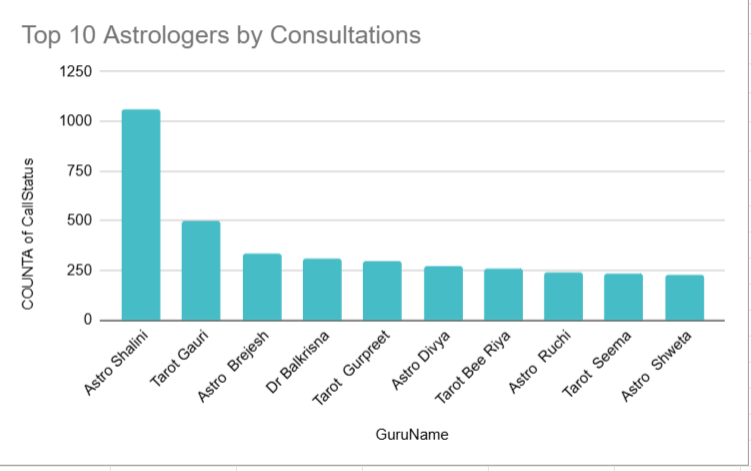 Top 10 Astrologers by Consultations
COUNTA of CallStatus
1250
1000
750
500
250
0
Astro Shalini
Tarot Gauri
Astro  Brejesh
Dr Balkrisna
Tarot  Gurpreet
Astro Divya
Tarot Bee Riya
Astro  Ruchi
Tarot  Seema
Astro  Shweta
GuruName